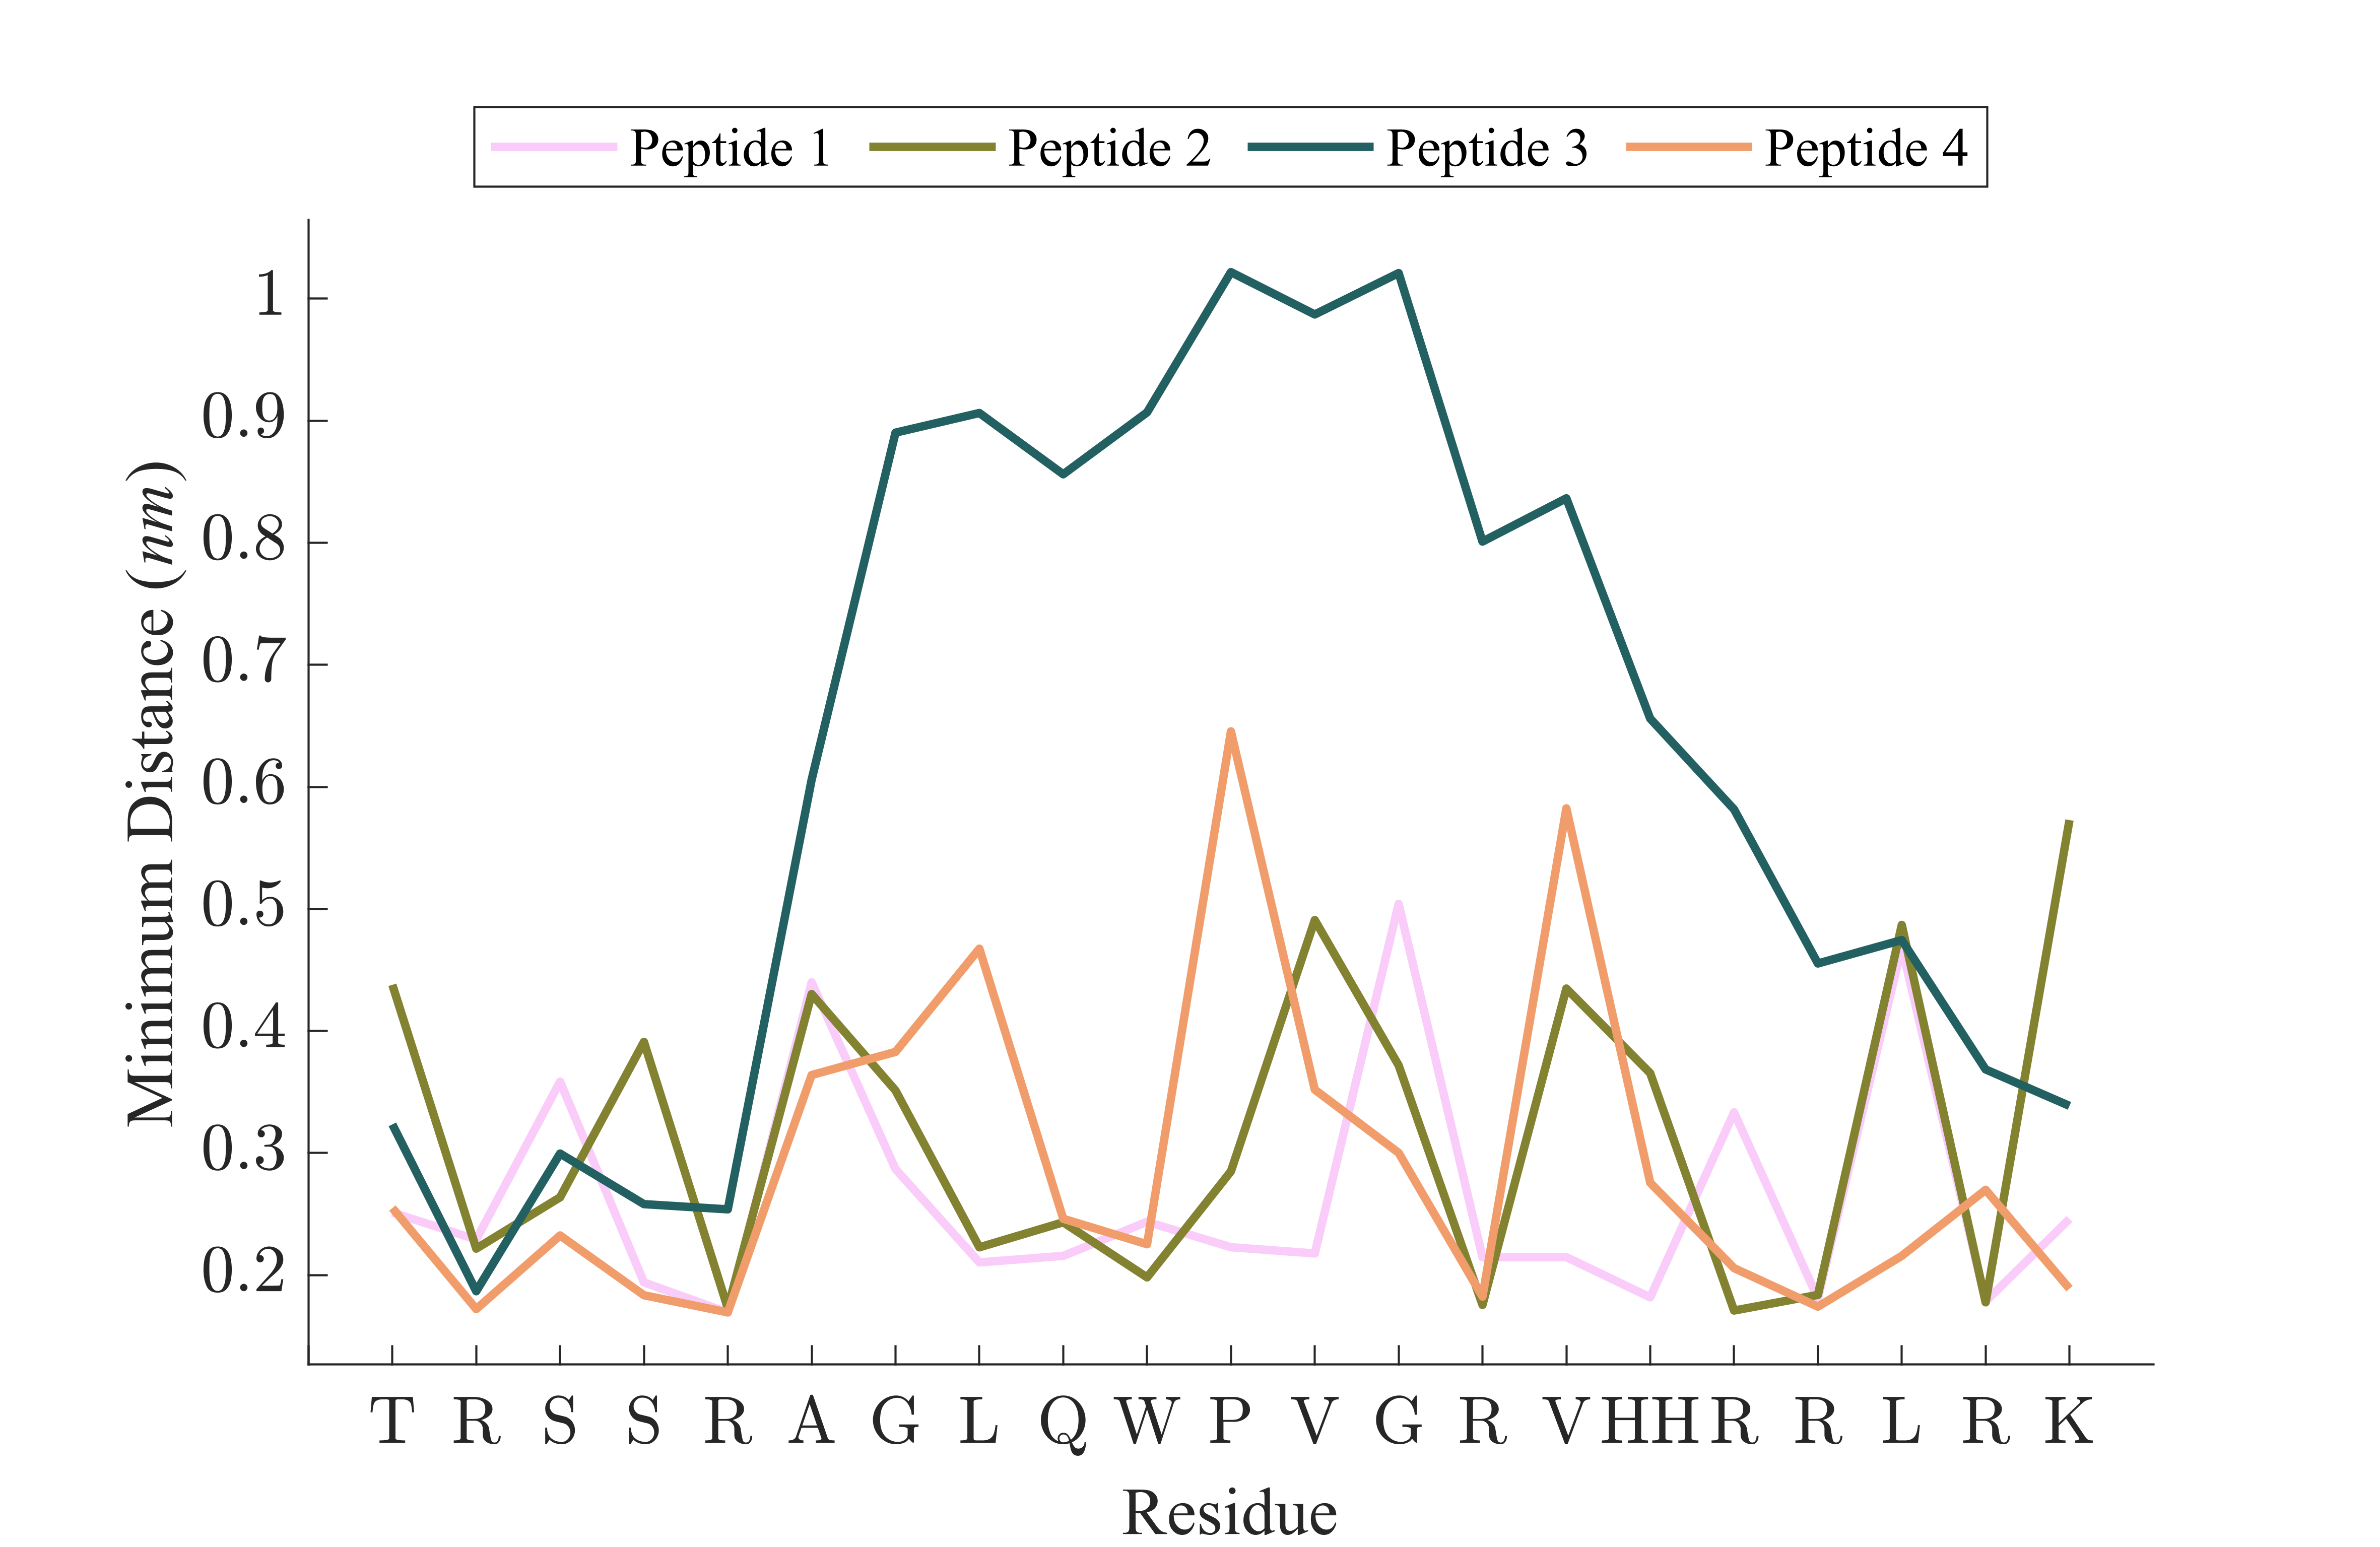 Peptide 1 Peptide 2 Peptide 3 Peptide 4
1
0.9
0.8
0.7
0.6
0.5
0.4
0.3
0.2
Minimum Distance (nm)
T R S S R A G L Q W P V G R V HH R R L R K
Residue